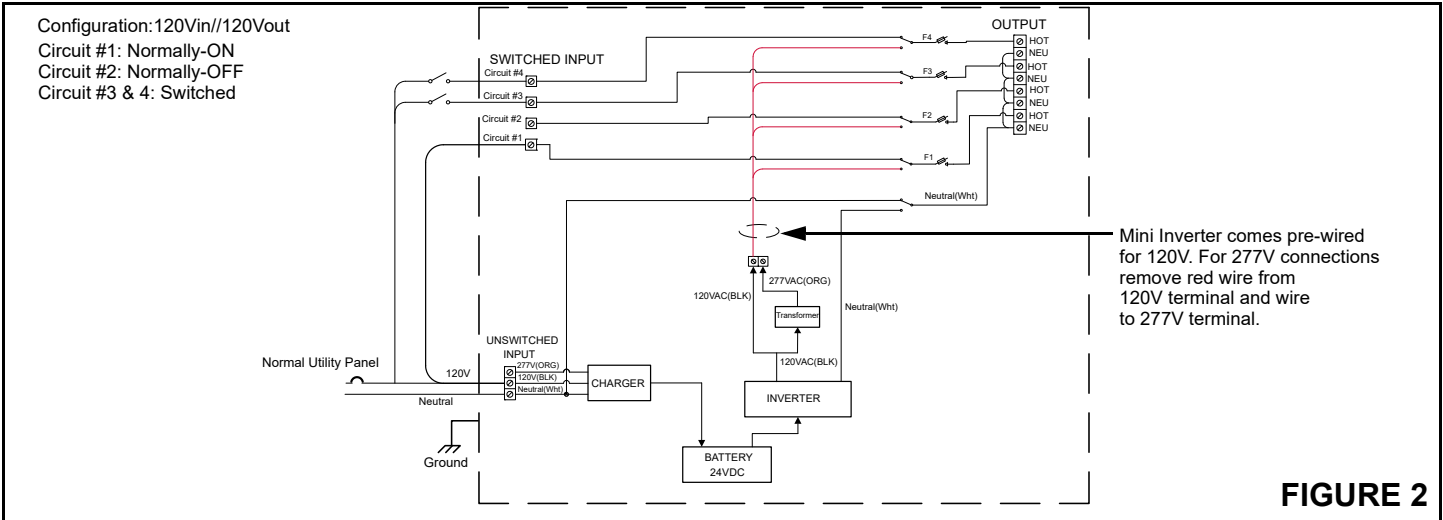 Configuration:120Vin//120Vout
Circuit #1: Normally-ON
Circuit #2: Normally-OFF
Circuit #3 & 4: Switched
SWITCHED INPUT
Circuit #4
Circuit #3
Circuit #2
Circuit #1
OUTPUT
F4
HOT
NEU
F3
HOT
NEU
F2
HOT
NEU
F1
HOT
NEU
Neutral(Wht)
Mini Inverter comes pre-wired
for 120V. For 277V connections
remove red wire from
120V terminal and wire
to 277V terminal.
277VAC(ORG)
120VAC(BLK)
Neutral(Wht)
Transformer
120VAC(BLK)
UNSWITCHED
INPUT
Normal Utility Panel
120V
277V(ORG)
120V(BLK)
Neutral(Wht)
Neutral
CHARGER
INVERTER
Ground
BATTERY
24VDC
FIGURE 2